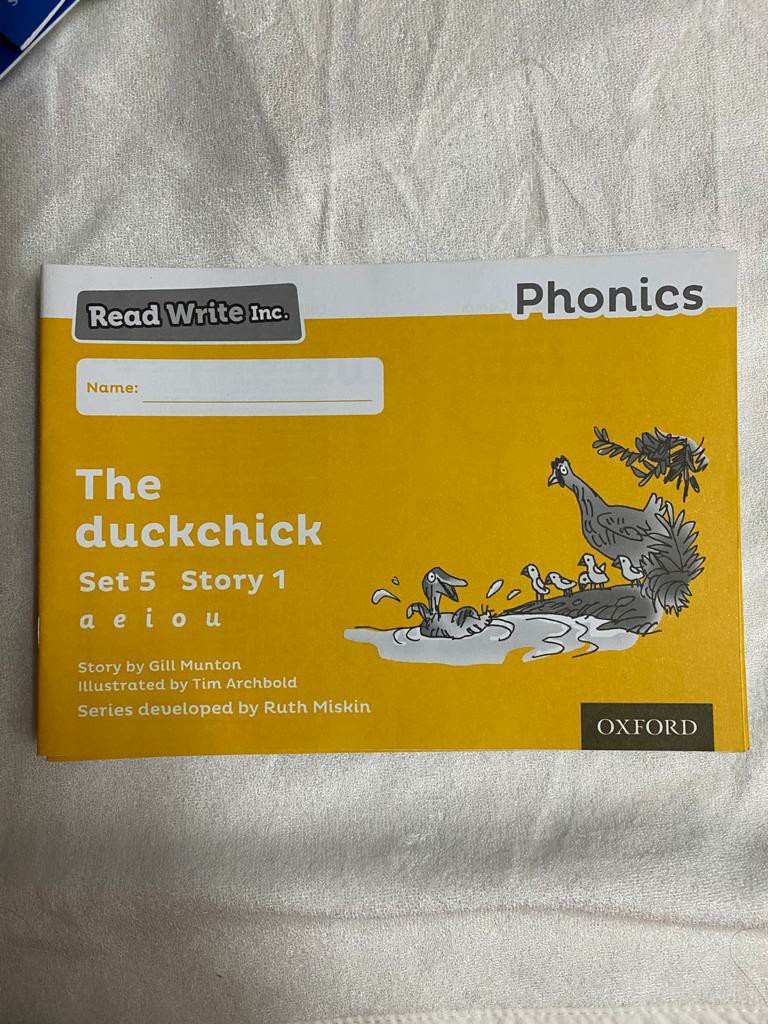 Read Write Inc.
Phonics
Name:
The
duckchick
Set 5 Story 1
a e i o u
Story by Gill Munton
Illustrated by Tim Archbold
Series developed by Ruth Miskin
OXFORD